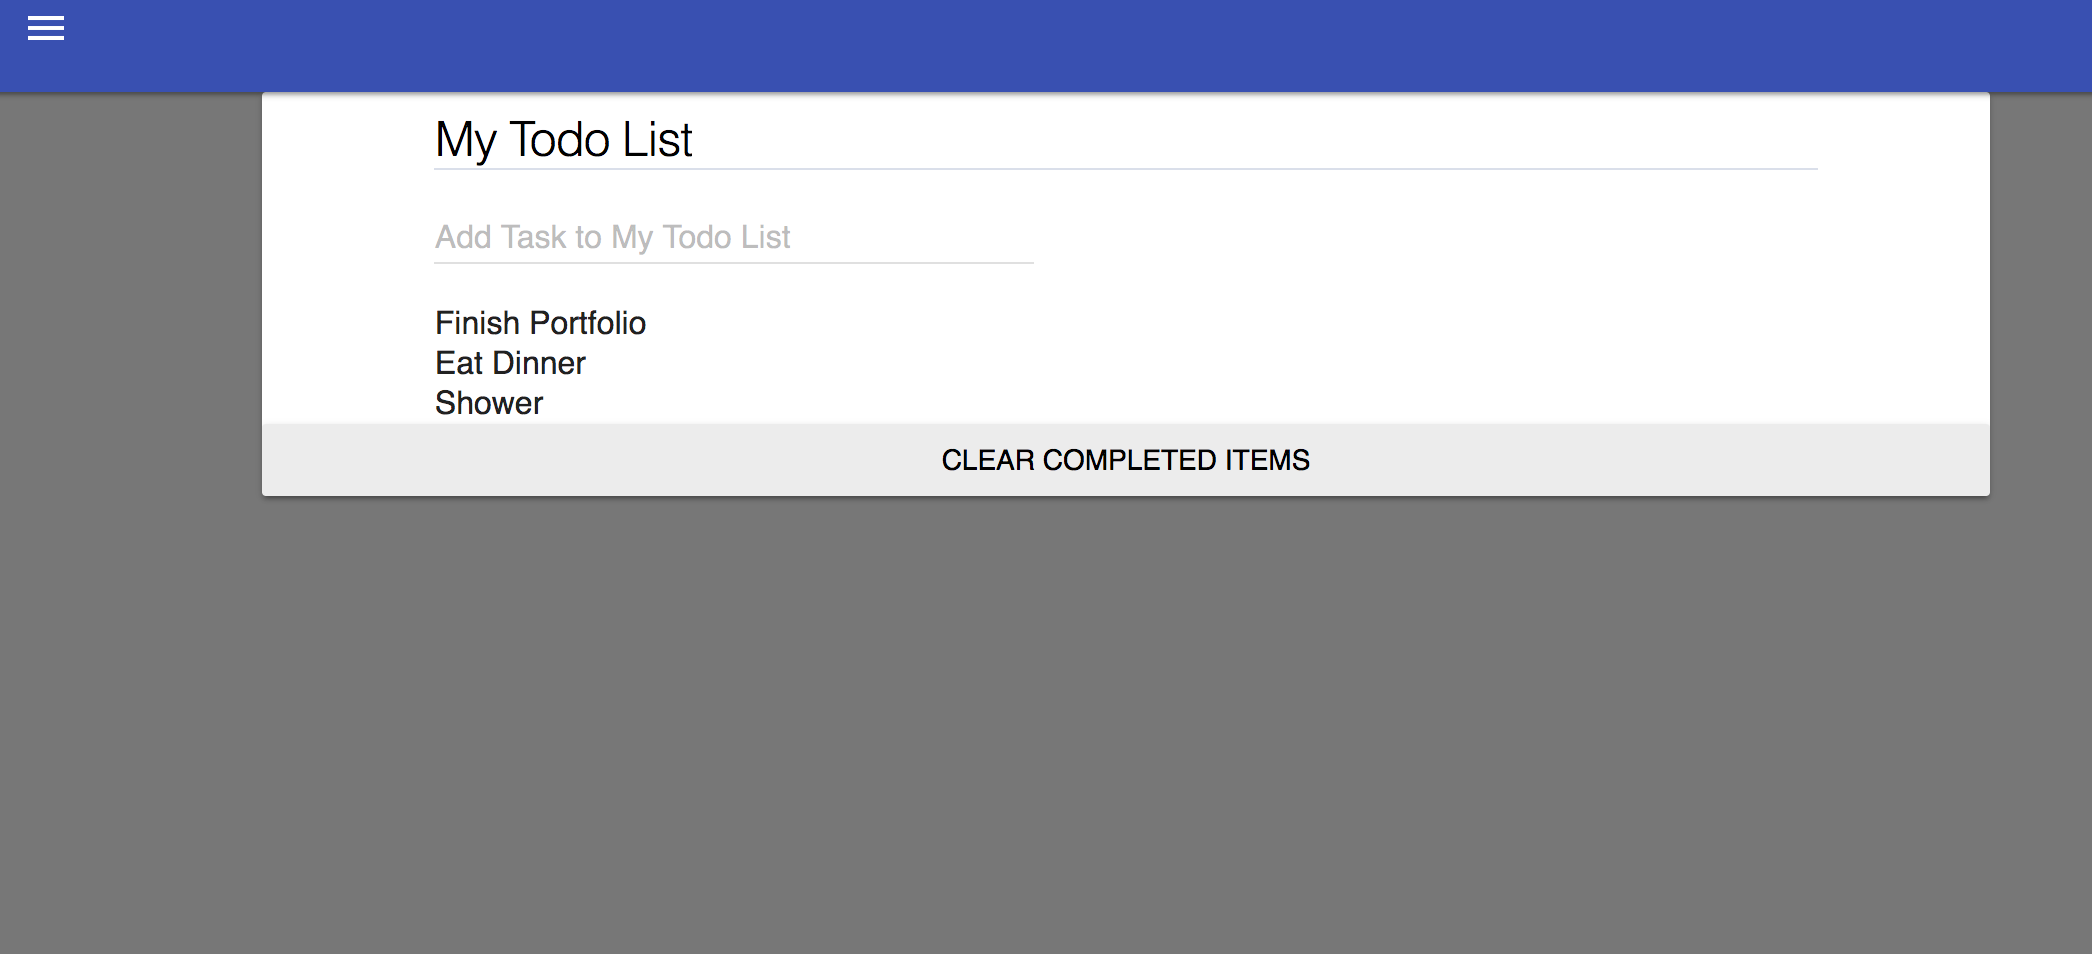 My Todo List
Add Task to My Todo List
Finish Portfolio
Eat Dinner
Shower
CLEAR COMPLETED ITEMS